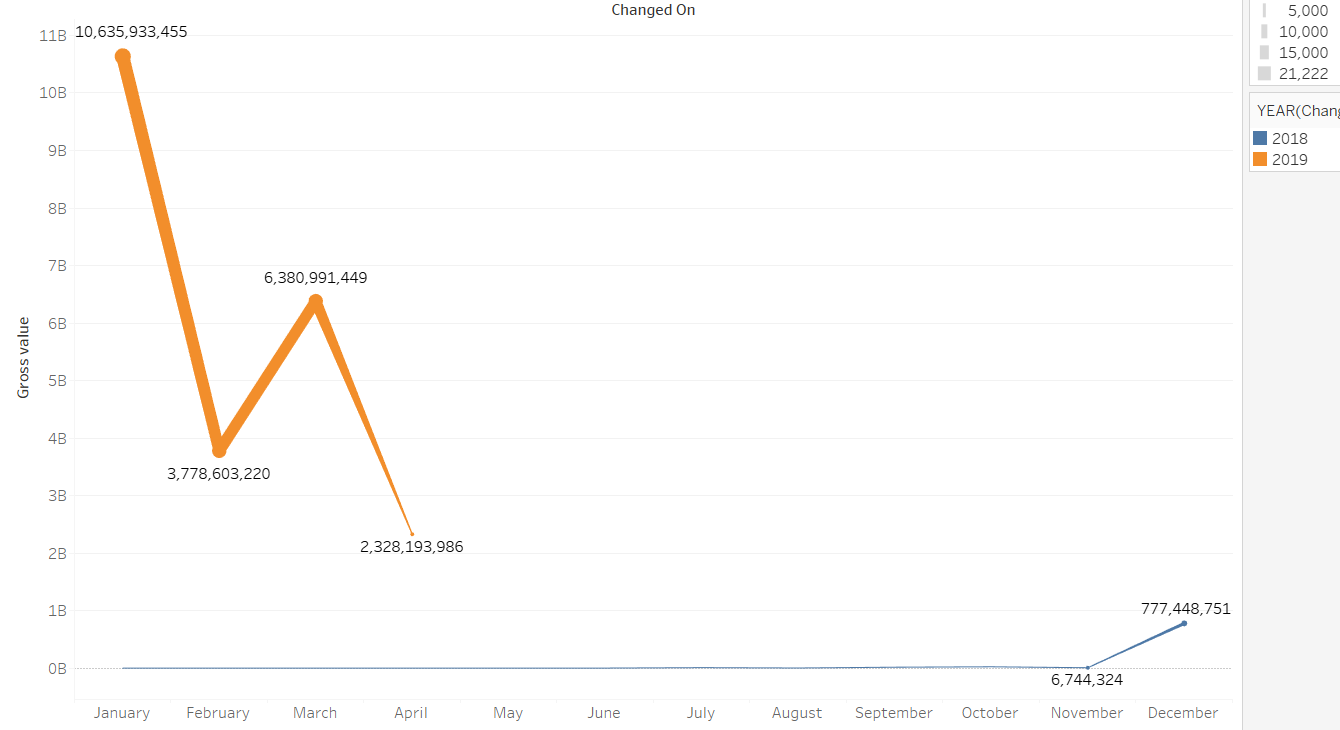 Changed On
11B
10B
9B
8B
7B
6B
5B
4B
3B
2B
1B
0B
Gross value
10,635,933,455
3,778,603,220
6,380,991,449
2,328,193,986
6,744,324
777,448,751
January February March April May June July August September October November December
5,000
10,000
15,000
21,222
YEAR(Chang
2018
2019